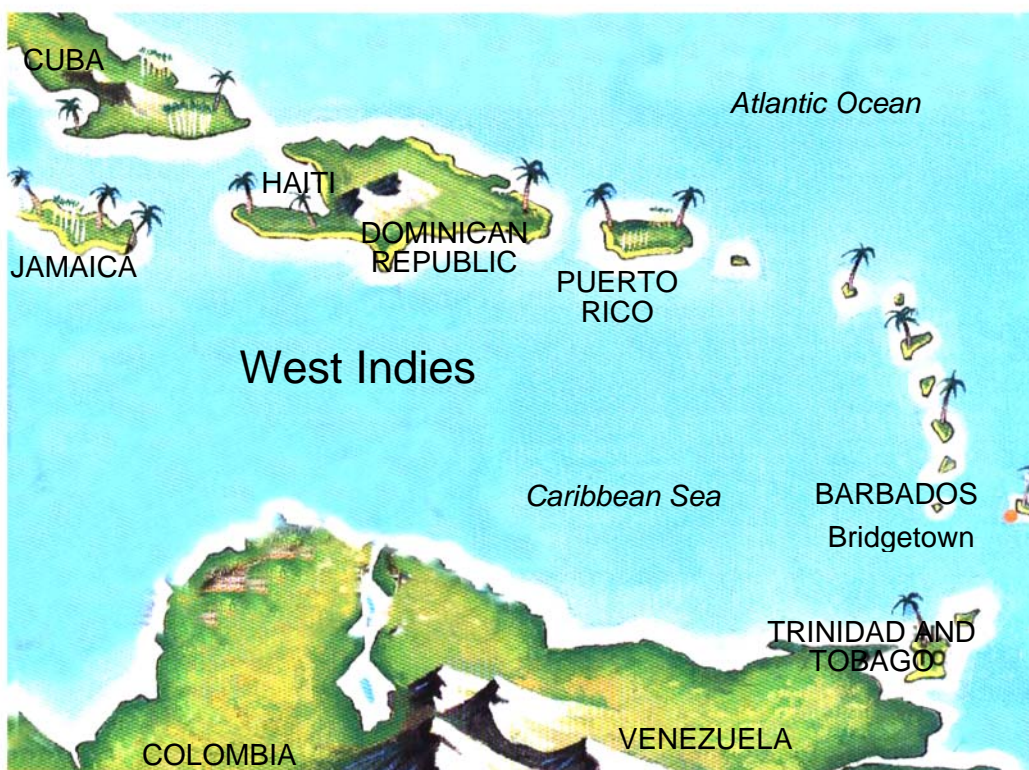 CUBA
Atlantic Ocean
HAITI
DOMINICAN
REPUBLIC
JAMAICA
PUERTO
RICO
West Indies
Caribbean Sea
BARBADOS
Bridgetown
TRINIDAD AND
TOBAGO
VENEZUELA
COLOMBIA